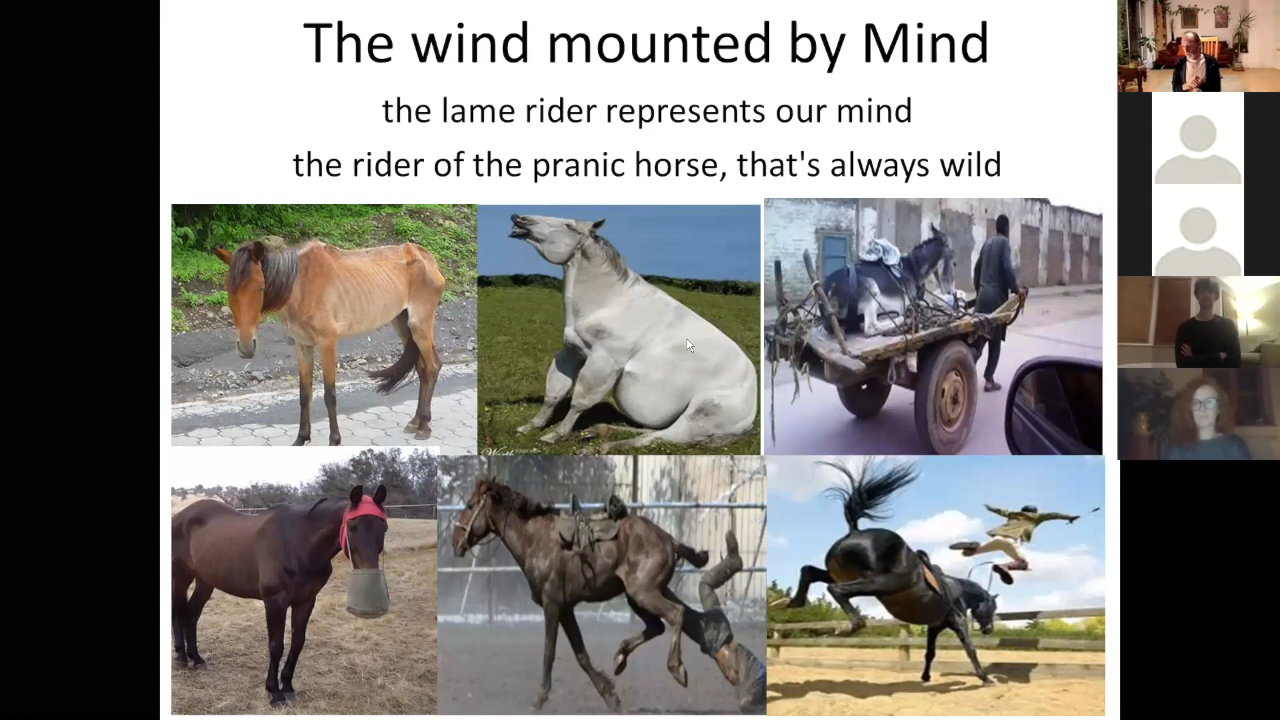 The wind mounted by Mind
the lame rider represents our mind
the rider of the pranic horse, that's always wild